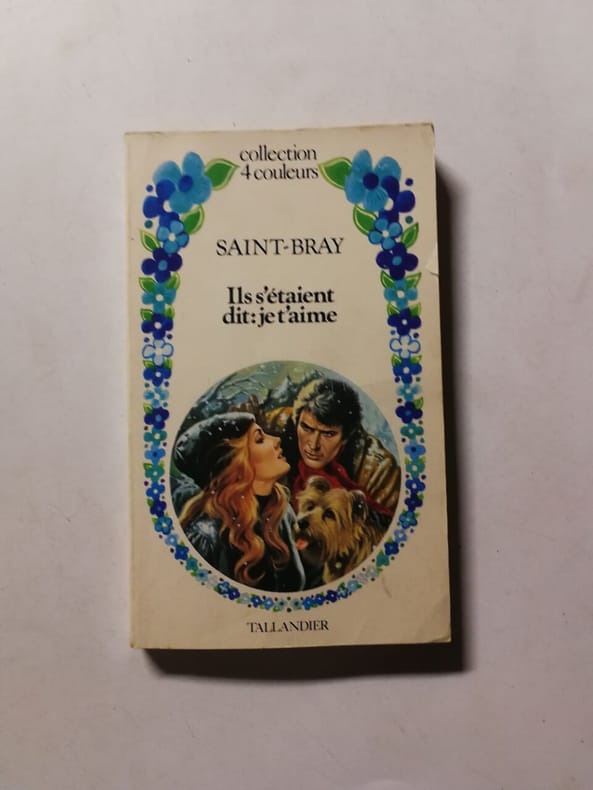 collection
4 couleurs
SAINT-BRAY
Ils s'étaient
dit: je t'aime
TALLANDIER